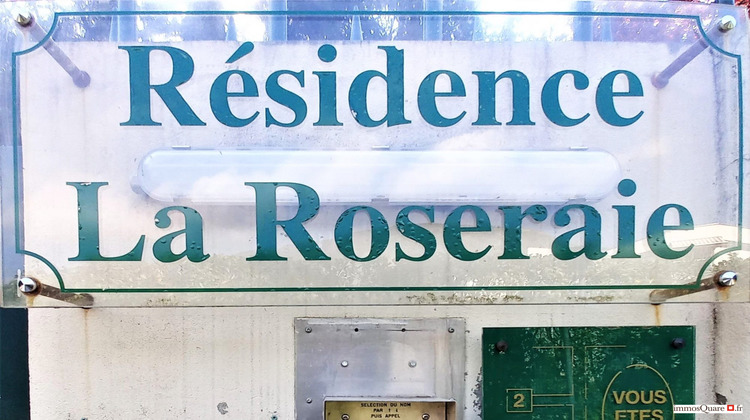 Résidence
La Roseraie
SELECTION DU NOM
PUIS APPEL
2
VOUS
ETES
immosQuare .fr